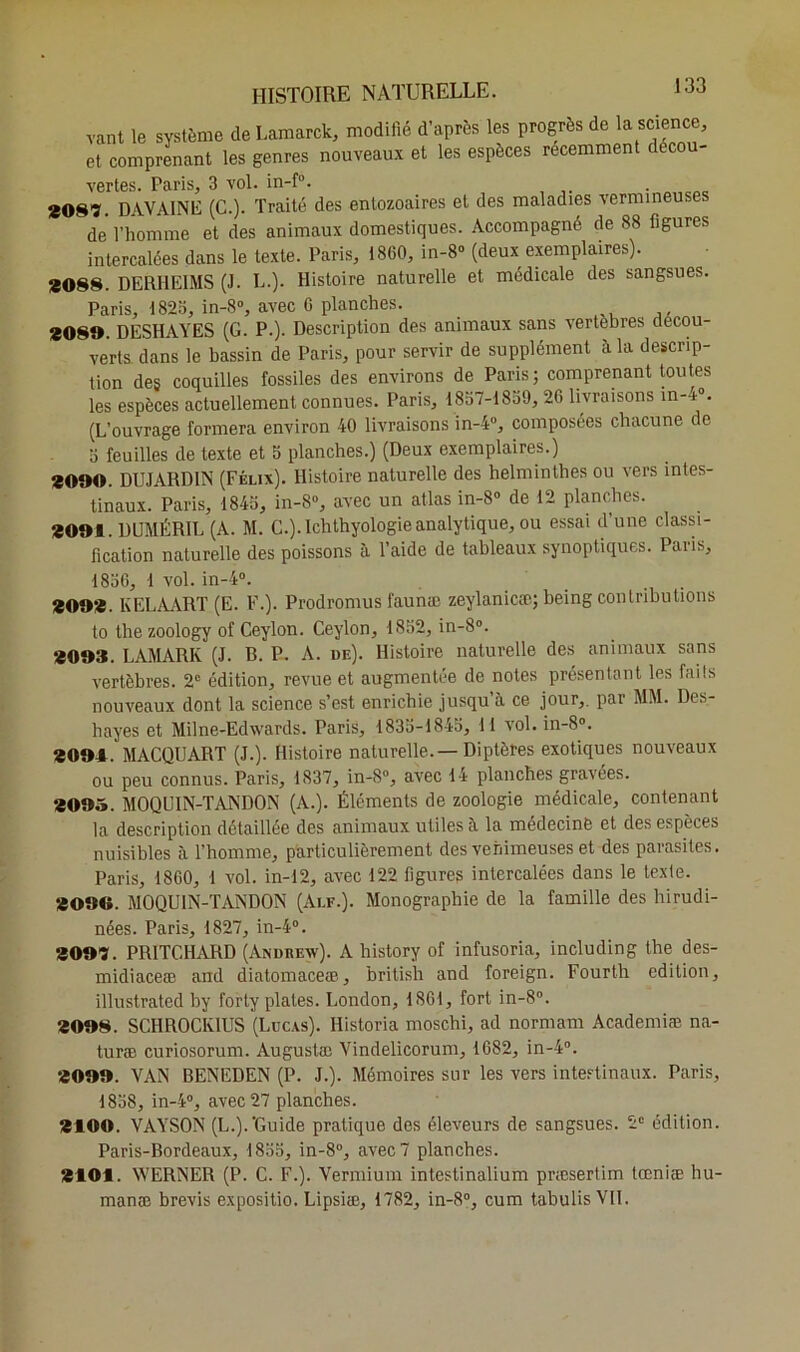 HISTOIRE NATURELLE. 133
vant le système de Lamarck, modifié d'après les progrès de la science,
et comprenant les genres nouveaux et les espèces récemment décou-
vertes. Paris, 3 vol. in-f°.
2087. DAVAINE (C.). Traité des entozoaires et des maladies vermineuses
de l'homme et des animaux domestiques. Accompagné de 88 figures
intercalées dans le texte. Paris, 1860, in-8° (deux exemplaires).
2088. DERHEIMS (J. L.). Histoire naturelle et médicale des sangsues.
Paris, 1825, in-8°, avec 6 planches.
2089. DESHAYES (G. P.). Description des animaux sans vertèbres décou-
verts dans le bassin de Paris, pour servir de supplément à la descrip-
tion des coquilles fossiles des environs de Paris; comprenant toutes
les espèces actuellement connues. Paris, 1857-1859, 26 livraisons in-4°.
(L'ouvrage formera environ 40 livraisons in-4°, composées chacune de
5 feuilles de texte et 5 planches.) (Deux exemplaires.)
2090. DUJARDIN (Félix). Histoire naturelle des helminthes ou vers intes-
tinaux. Paris, 1845, in-8°, avec un atlas in-8° de 12 planches.
2091. DUMÉRIL (A. M. C.). Ichthyologie analytique, ou essai d'une classi-
fication naturelle des poissons à l'aide de tableaux synoptiques. Paris,
1856, 1 vol. in-4°.
2092. KELAART (E. F.). Prodromus faunæ zeylanicæ; being contributions
to the zoology of Ceylon. Ceylon, 1852, in-8°.
2093. LAMARK (J. B. P. A. de). Histoire naturelle des animaux sans
vertèbres. 2e édition, revue et augmentée de notes présentant les faits
nouveaux dont la science s'est enrichie jusqu'à ce jour, par MM. Des-
hayes et Milne-Edwards. Paris, 1835-1845, 11 vol. in-8°.
2094. MACQUART (J.). Histoire naturelle. — Diptères exotiques nouveaux
ou peu connus. Paris, 1837, in-8°, avec 14 planches gravées.
2095. MOQUIN-TANDON (A.). Éléments de zoologie médicale, contenant
la description détaillée des animaux utiles à la médecine et des espèces
nuisibles à l'homme, particulièrement des venimeuses et des parasites.
Paris, 1860, 1 vol. in-12, avec 122 figures intercalées dans le texte.
2096. MOQUIN-TANDON (Alf.). Monographie de la famille des hirudi-
nées. Paris, 1827, in-4°.
2097. PRITCHARD (Andrew). A history of infusoria, including the des-
midiaceæ and diatomaceæ, british and foreign. Fourth edition,
illustrated by forty plates. London, 1861, fort in-8°.
2098. SCHROCKIUS (Lucas). Historia moschi, ad normam Academiæ na-
turæ curiosorum. Augustæ Vindelicorum, 1682, in-4°.
2099. VAN BENEDEN (P. J.). Mémoires sur les vers intestinaux. Paris,
1858, in-4°, avec 27 planches.
2100. VAYSON (L.). Guide pratique des éleveurs de sangsues. 2e édition.
Paris-Bordeaux, 1855, in-8°, avec 7 planches.
2101. WERNER (P. C. F.). Vermium intestinalium præsertim tæniæ hu-
manæ brevis expositio. Lipsiæ, 1782, in-8°, cum tabulis VII.